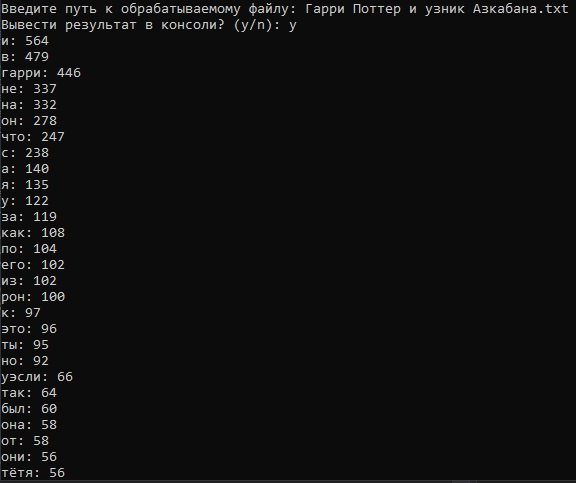 Введите путь к обрабатываемому файлу: Гарри Поттер и узник Азкабана.txt
Вывести результат в консоли? (y/n): y
и: 564
в: 479
гарри: 446
не: 337
на: 332
он: 278
что: 247
с: 238
а: 140
я: 135
у: 122
за: 119
как: 108
по: 104
его: 102
из: 102
рон: 100
к: 97
это: 96
ты: 95
но: 92
уэсли: 66
так: 64
был: 60
она: 58
от: 58
они: 56
тётя: 56